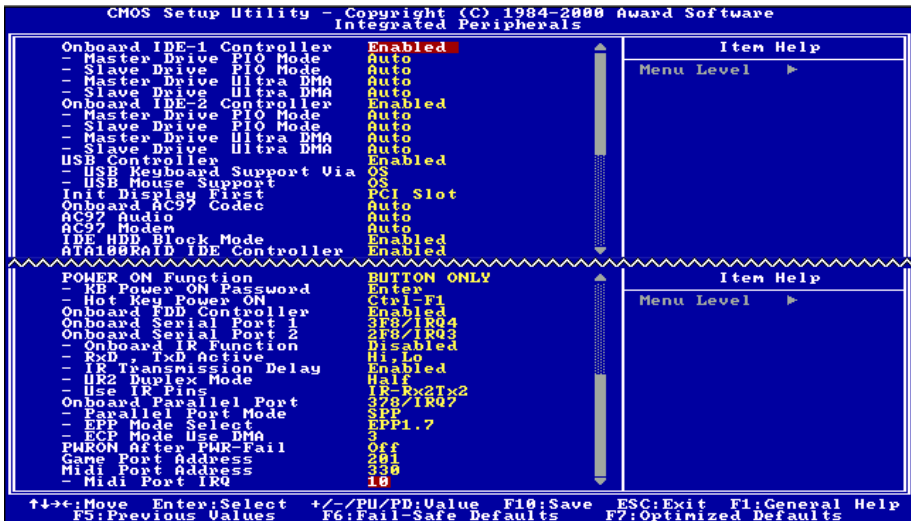 CMOS Setup Utility - Copyright (C) 1984-2000 Award Software
Integrated Peripherals
Onboard IDE-1 Controller Enabled
- Master Drive PIO Mode Auto
- Slave Drive PIO Mode Auto
- Master Drive Ultra DMA Auto
- Slave Drive Ultra DMA Auto
Onboard IDE-2 Controller Enabled
- Master Drive PIO Mode Auto
- Slave Drive PIO Mode Auto
- Master Drive Ultra DMA Auto
- Slave Drive Ultra DMA Auto
USB Controller Enabled
- USB Keyboard Support Via OS
- USB Mouse Support OS
Init Display First PCI Slot
Onboard AC97 Codec Auto
AC97 Audio Auto
AC97 Modem Auto
IDE HDD Block Mode Enabled
ATA100RAID IDE Controller Enabled
Item Help
Menu Level ►
POWER ON Function BUTTON ONLY
- KB Power ON Password Enter
- Hot Key Power ON Ctrl-F1
Onboard FDD Controller Enabled
Onboard Serial Port 1 3F8/IRQ4
Onboard Serial Port 2 2F8/IRQ3
- Onboard IR Function Disabled
- RxD , TxD Active Hi,Lo
- IR Transmission Delay Enabled
- UR2 Duplex Mode Half
- Use IR Pins IR-Rx2Tx2
Onboard Parallel Port 378/IRQ7
- Parallel Port Mode SPP
- EPP Mode Select EPP1.7
- ECP Mode Use DMA 3
PWRON After PWR-Fail Off
Game Port Address 201
Midi Port Address 330
- Midi Port IRQ 10
Item Help
Menu Level ►
↑↓→←:Move Enter:Select +/-/PU/PD:Value F10:Save ESC:Exit F1:General Help
F5:Previous Values F6:Fail-Safe Defaults F7:Optimized Defaults